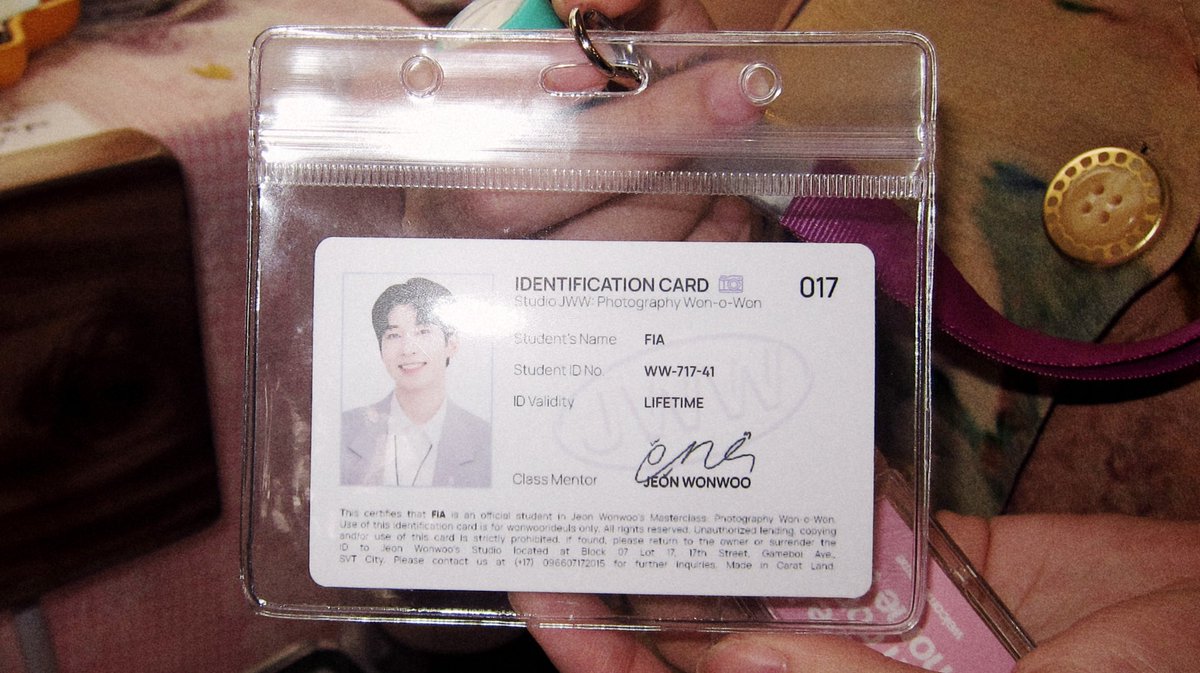 IDENTIFICATION CARD
017
Studio JWW: Photography Won-o-Won
Student's Name FIA
Student ID No. WW-717-41
ID Validity LIFETIME
JWW
Class Mentor JEON WONWOO
This certifies that FIA is an official student in Jeon Wonwoo's Masterclass: Photography Won-o-Won.
Use of this identification card is for wonwoorideuls only. All rights reserved. Unauthorized lending, copying
and/or use of this card is strictly prohibited. If found, please return to the owner or surrender the
ID to Jeon Wonwoo's Studio located at Block 07 Lot 17, 17th Street, Gameboi Ave.,
SVT City. Please contact us at (+17) 096607172015 for further inquiries. Made in Carat Land.